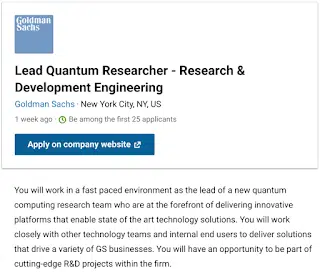 Goldman
Sachs
Lead Quantum Researcher - Research &
Development Engineering
Goldman Sachs · New York City, NY, US
1 week ago · Be among the first 25 applicants
Apply on company website
You will work in a fast paced environment as the lead of a new quantum
computing research team who are at the forefront of delivering innovative
platforms that enable state of the art technology solutions. You will work
closely with other technology teams and internal end users to deliver solutions
that drive a variety of GS businesses. You will have an opportunity to be part of
cutting-edge R&D projects within the firm.